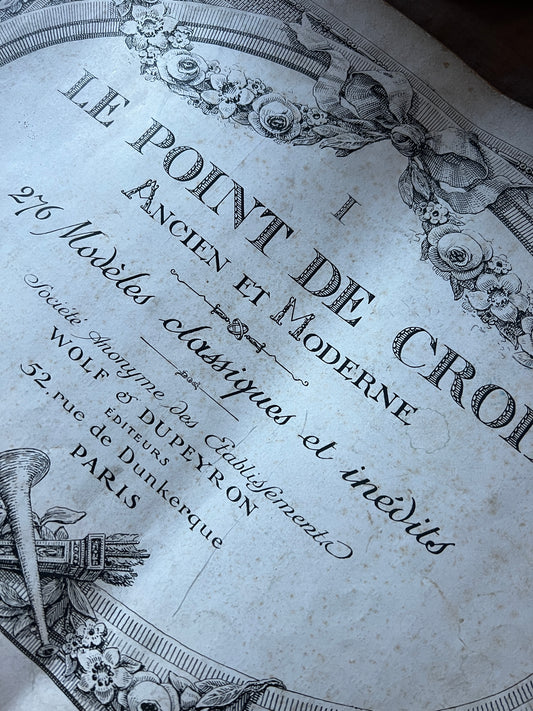 LE POINT DE CROI
I
ANCIEN ET MODERNE
276 Modèles classiques et inédits
Société Anonyme des Etablissements
WOLF & DUPEYRON
ÉDITEURS
52, rue de Dunkerque
PARIS